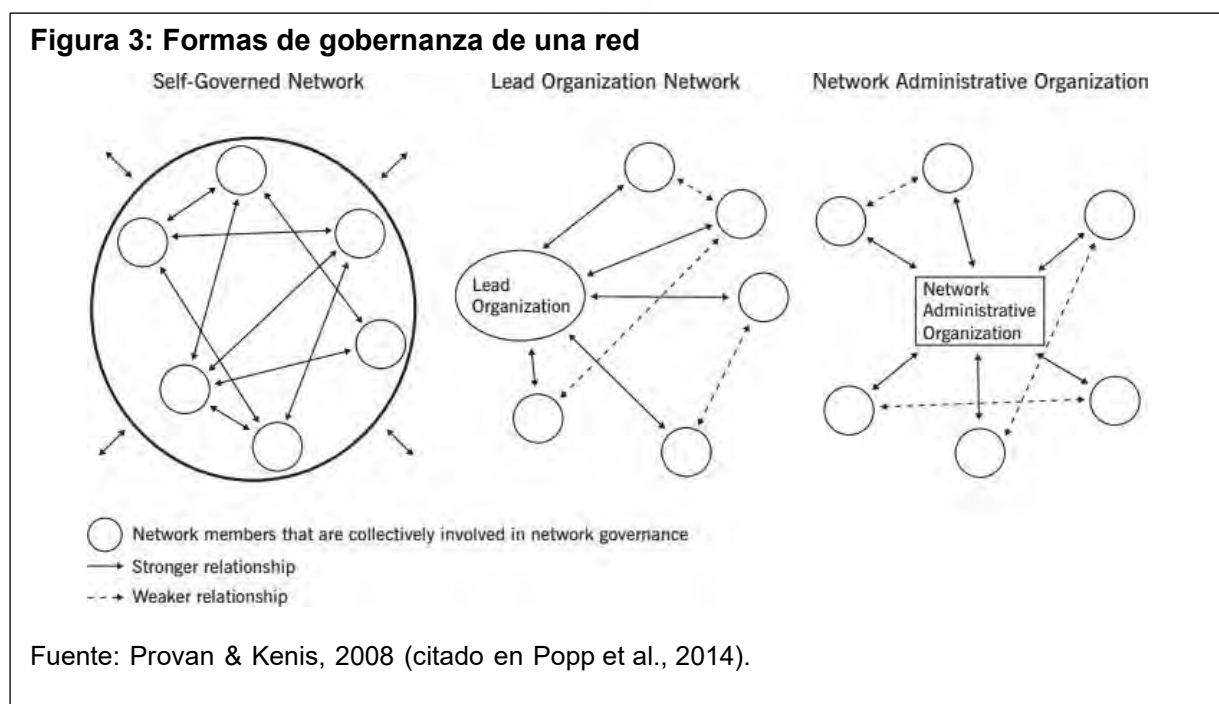 Figura 3: Formas de gobernanza de una red
Self-Governed Network
Lead Organization Network
Network Administrative Organization
Lead
Organization
Network
Administrative
Organization
Network members that are collectively involved in network governance
Stronger relationship
Weaker relationship
Fuente: Provan & Kenis, 2008 (citado en Popp et al., 2014).